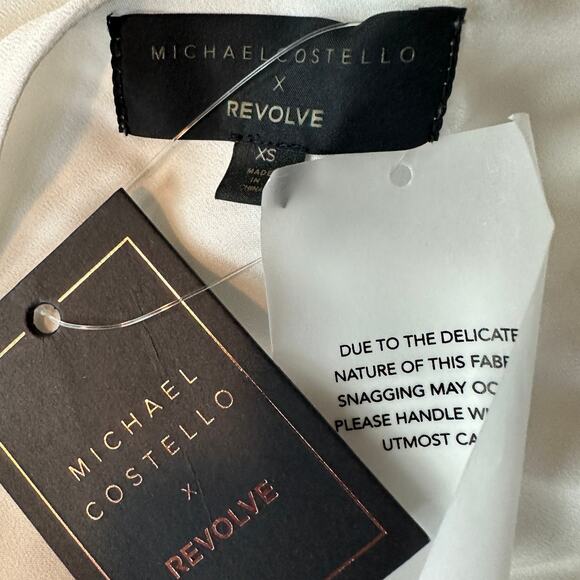 MICHAEL COSTELLO
X
REVOLVE
XS
MADE
IN
CHINA
DUE TO THE DELICATE
NATURE OF THIS FABR
SNAGGING MAY OC
PLEASE HANDLE WI
UTMOST CA
MICHAEL
COSTELLO
X
REVOLVE